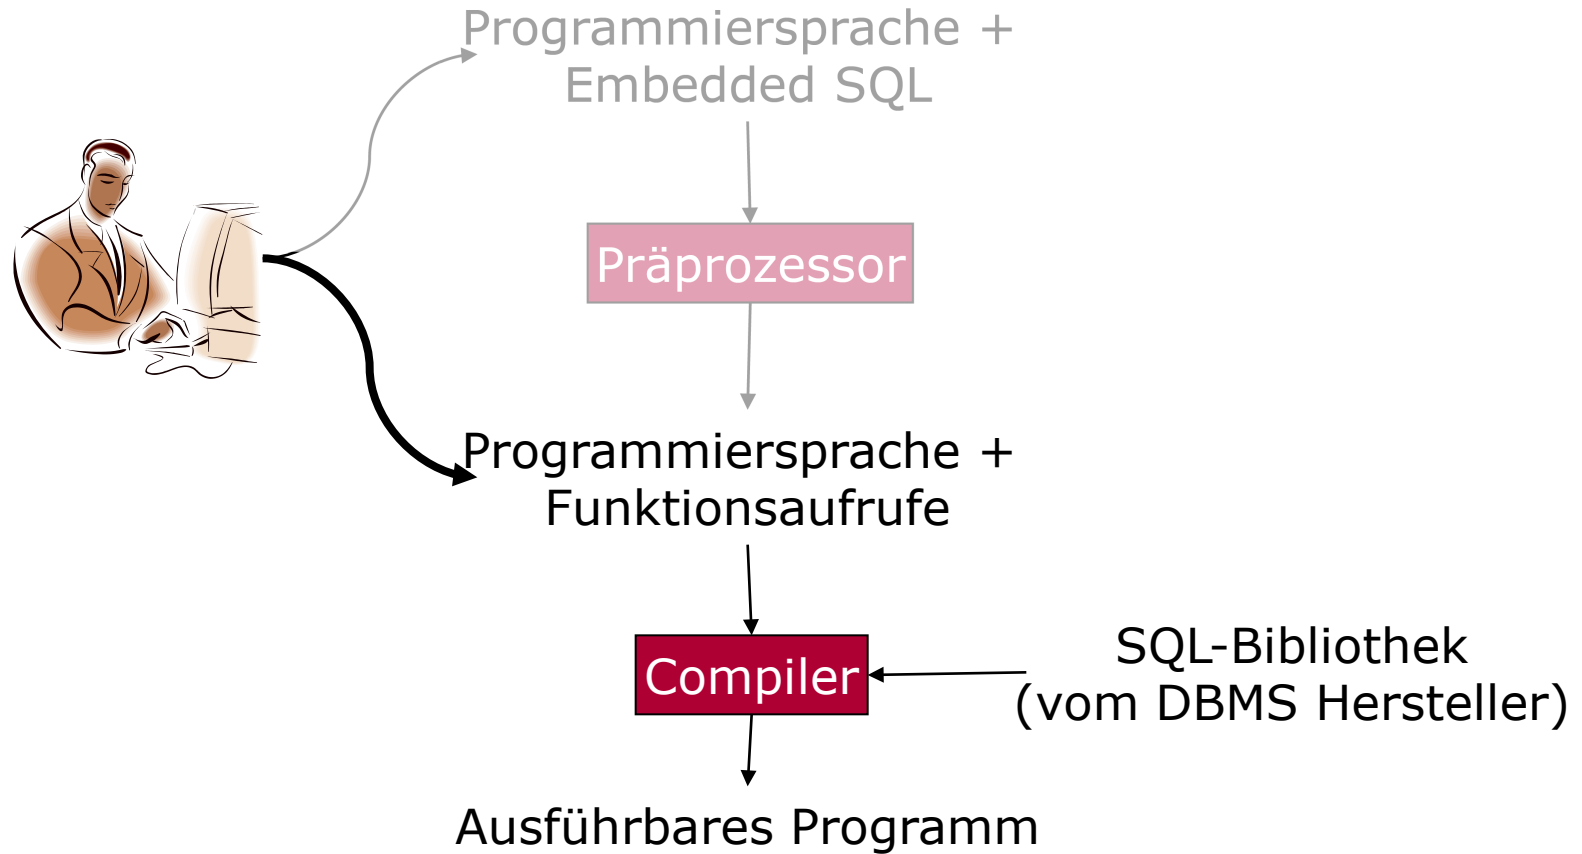 Programmiersprache +
Embedded SQL
Präprozessor
Programmiersprache +
Funktionsaufrufe
Compiler
SQL-Bibliothek
(vom DBMS Hersteller)
Ausführbares Programm